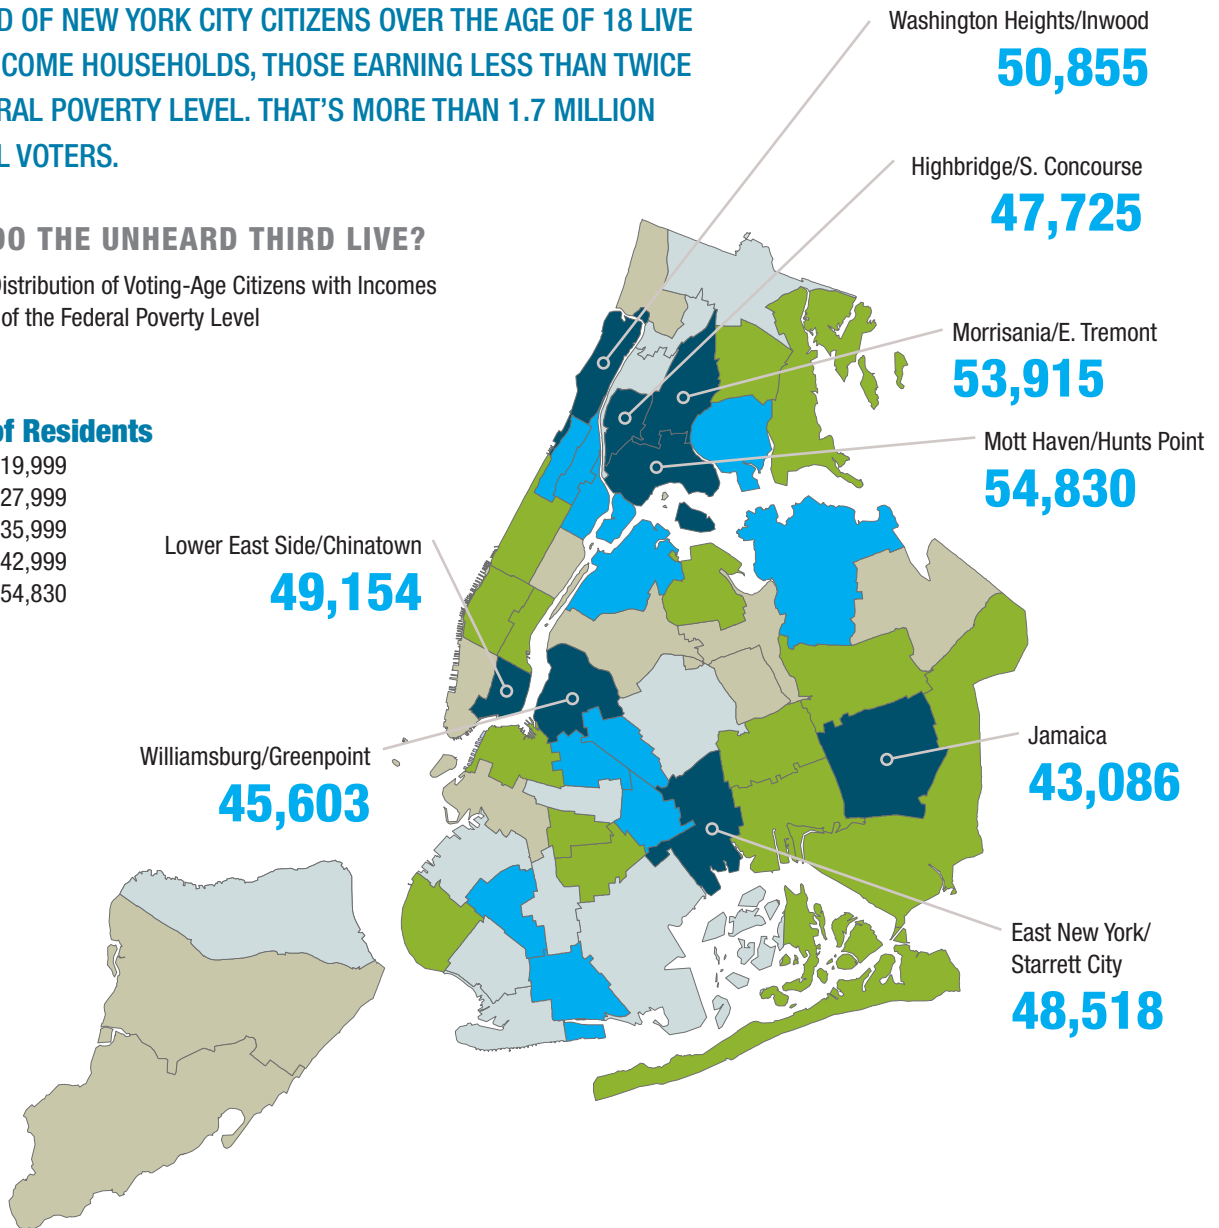 D OF NEW YORK CITY CITIZENS OVER THE AGE OF 18 LIVE
COME HOUSEHOLDS, THOSE EARNING LESS THAN TWICE
RAL POVERTY LEVEL. THAT'S MORE THAN 1.7 MILLION
L VOTERS.
DO THE UNHEARD THIRD LIVE?
Distribution of Voting-Age Citizens with Incomes
of the Federal Poverty Level
of Residents
19,999
27,999
35,999
42,999
54,830
Washington Heights/Inwood
50,855
Highbridge/S. Concourse
47,725
Morrisania/E. Tremont
53,915
Mott Haven/Hunts Point
54,830
Lower East Side/Chinatown
49,154
Williamsburg/Greenpoint
45,603
Jamaica
43,086
East New York/
Starrett City
48,518